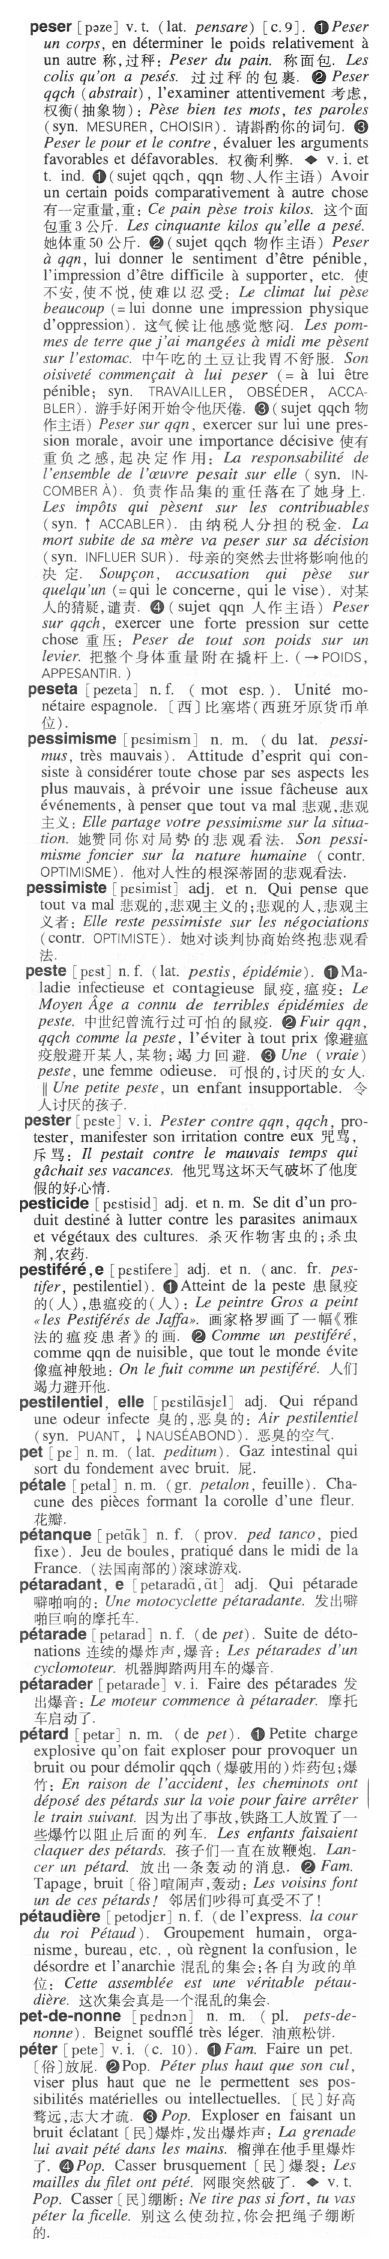 peser [pəze] v. t. (lat. pensare) [c. 9]. ❶ Peser
un corps, en déterminer le poids relativement à
un autre 称,过秤: Peser du pain. 称面包. Les
colis qu'on a pesés. 过过秤的包裹. ❷ Peser
qqch (abstrait), l'examiner attentivement 考虑,
权衡(抽象物): Pèse bien tes mots, tes paroles
(syn. MESURER, CHOISIR). 请斟酌你的词句. ❸
Peser le pour et le contre, évaluer les arguments
favorables et défavorables. 权衡利弊. ◆ v. i. et
t. ind. ❶ (sujet qqch, qqn 物、人作主语) Avoir
un certain poids comparativement à autre chose
有一定重量,重: Ce pain pèse trois kilos. 这个面
包重3公斤. Les cinquante kilos qu'elle a pesé.
她体重50公斤. ❷ (sujet qqch 物作主语) Peser
à qqn, lui donner le sentiment d'être pénible,
l'impression d'être difficile à supporter, etc. 使
不安,使不悦,使难以忍受: Le climat lui pèse
beaucoup (= lui donne une impression physique
d'oppression). 这气候让他感觉憋闷. Les pom-
mes de terre que j'ai mangées à midi me pèsent
sur l'estomac. 中午吃的土豆让我胃不舒服. Son
oisiveté commençait à lui peser (= à lui être
pénible; syn. TRAVAILLER, OBSÉDER, ACCA-
BLER). 游手好闲开始令他厌倦. ❸ (sujet qqch 物
作主语) Peser sur qqn, exercer sur lui une pres-
sion morale, avoir une importance décisive 使有
重负之感,起决定作用: La responsabilité de
l'ensemble de l'œuvre pesait sur elle (syn. IN-
COMBER À). 负责作品集的重任落在了她身上.
Les impôts qui pèsent sur les contribuables
(syn. ↑ ACCABLER). 由纳税人分担的税金. La
mort subite de sa mère va peser sur sa décision
(syn. INFLUER SUR). 母亲的突然去世将影响他的
决定. Soupçon, accusation qui pèse sur
quelqu'un (= qui le concerne, qui le vise). 对某
人的猜疑,谴责. ❹ (sujet qqn 人作主语) Peser
sur qqch, exercer une forte pression sur cette
chose 重压: Peser de tout son poids sur un
levier. 把整个身体重量附在撬杆上. (→ POIDS,
APPESANTIR.)
peseta [pezeta] n. f. (mot esp.). Unité mo-
nétaire espagnole. [西]比塞塔(西班牙原货币单
位).
pessimisme [pɛsimism] n. m. (du lat. pessi-
mus, très mauvais). Attitude d'esprit qui con-
siste à considérer toute chose par ses aspects les
plus mauvais, à prévoir une issue fâcheuse aux
événements, à penser que tout va mal 悲观,悲观
主义: Elle partage votre pessimisme sur la situa-
tion. 她赞同你对局势的悲观看法. Son pessi-
misme foncier sur la nature humaine (contr.
OPTIMISME). 他对人性的根深蒂固的悲观看法.
pessimiste [pɛsimist] adj. et n. Qui pense que
tout va mal 悲观的,悲观主义的;悲观的人,悲观主
义者: Elle reste pessimiste sur les négociations
(contr. OPTIMISTE). 她对谈判协商始终抱悲观看
法.
peste [pɛst] n. f. (lat. pestis, épidémie). ❶ Ma-
ladie infectieuse et contagieuse 鼠疫,瘟疫: Le
Moyen Âge a connu de terribles épidémies de
peste. 中世纪曾流行过可怕的鼠疫. ❷ Fuir qqn,
qqch comme la peste, l'éviter à tout prix 像避瘟
疫般避开某人,某物;竭力回避. ❸ Une (vraie)
peste, une femme odieuse. 可恨的,讨厌的女人.
‖ Une petite peste, un enfant insupportable. 令
人讨厌的孩子.
pester [pɛste] v. i. Pester contre qqn, qqch, pro-
tester, manifester son irritation contre eux 咒骂,
斥骂: Il pestait contre le mauvais temps qui
gâchait ses vacances. 他咒骂这坏天气破坏了他度
假的好心情.
pesticide [pɛstisid] adj. et n. m. Se dit d'un pro-
duit destiné à lutter contre les parasites animaux
et végétaux des cultures. 杀灭作物害虫的;杀虫
剂,农药.
pestiféré, e [pɛstifere] adj. et n. (anc. fr. pes-
tifer, pestilentiel). ❶ Atteint de la peste 患鼠疫
的(人),患瘟疫的(人): Le peintre Gros a peint
«les Pestiférés de Jaffa». 画家格罗画了一幅《雅
法的瘟疫患者》的画. ❷ Comme un pestiféré,
comme qqn de nuisible, que tout le monde évite
像瘟神般地: On le fuit comme un pestiféré. 人们
竭力避开他.
pestilentiel, elle [pɛstilɑ̃sjɛl] adj. Qui répand
une odeur infecte 臭的,恶臭的: Air pestilentiel
(syn. PUANT, ↓ NAUSÉABOND). 恶臭的空气.
pet [pɛ] n. m. (lat. peditum). Gaz intestinal qui
sort du fondement avec bruit. 屁.
pétale [petal] n. m. (gr. petalon, feuille). Cha-
cune des pièces formant la corolle d'une fleur.
花瓣.
pétanque [petɑ̃k] n. f. (prov. ped tanco, pied
fixe). Jeu de boules, pratiqué dans le midi de la
France. (法国南部的)滚球游戏.
pétaradant, e [petaradɑ̃, ɑ̃t] adj. Qui pétarade
噼啪响的: Une motocyclette pétaradante. 发出噼
啪巨响的摩托车.
pétarade [petarad] n. f. (de pet). Suite de déto-
nations 连续的爆炸声,爆音: Les pétarades d'un
cyclomoteur. 机器脚踏两用车的爆音.
pétarader [petarade] v. i. Faire des pétarades 发
出爆音: Le moteur commence à pétarader. 摩托
车启动了.
pétard [petar] n. m. (de pet). ❶ Petite charge
explosive qu'on fait exploser pour provoquer un
bruit ou pour démolir qqch (爆破用的)炸药包;爆
竹: En raison de l'accident, les cheminots ont
déposé des pétards sur la voie pour faire arrêter
le train suivant. 因为出了事故,铁路工人放置了一
些爆竹以阻止后面的列车. Les enfants faisaient
claquer des pétards. 孩子们一直在放鞭炮. Lan-
cer un pétard. 放出一条轰动的消息. ❷ Fam.
Tapage, bruit [俗]喧闹声,轰动: Les voisins font
un de ces pétards! 邻居们吵得可真受不了!
pétaudière [petodjɛr] n. f. (de l'express. la cour
du roi Pétaud). Groupement humain, orga-
nisme, bureau, etc., où règnent la confusion, le
désordre et l'anarchie 混乱的集会;各自为政的单
位: Cette assemblée est une véritable pétau-
dière. 这次集会真是一个混乱的集会.
pet-de-nonne [pɛdnɔn] n. m. (pl. pets-de-
nonne). Beignet soufflé très léger. 油煎松饼.
péter [pete] v. i. (c. 10). ❶ Fam. Faire un pet.
[俗]放屁. ❷ Pop. Péter plus haut que son cul,
viser plus haut que ne le permettent ses pos-
sibilités matérielles ou intellectuelles. [民]好高
骛远,志大才疏. ❸ Pop. Exploser en faisant un
bruit éclatant [民]爆炸,发出爆炸声: La grenade
lui avait pété dans les mains. 榴弹在他手里爆炸
了. ❹ Pop. Casser brusquement [民]爆裂: Les
mailles du filet ont pété. 网眼突然破了. ◆ v. t.
Pop. Casser [民]绷断: Ne tire pas si fort, tu vas
péter la ficelle. 别这么使劲拉,你会把绳子绷断
的.